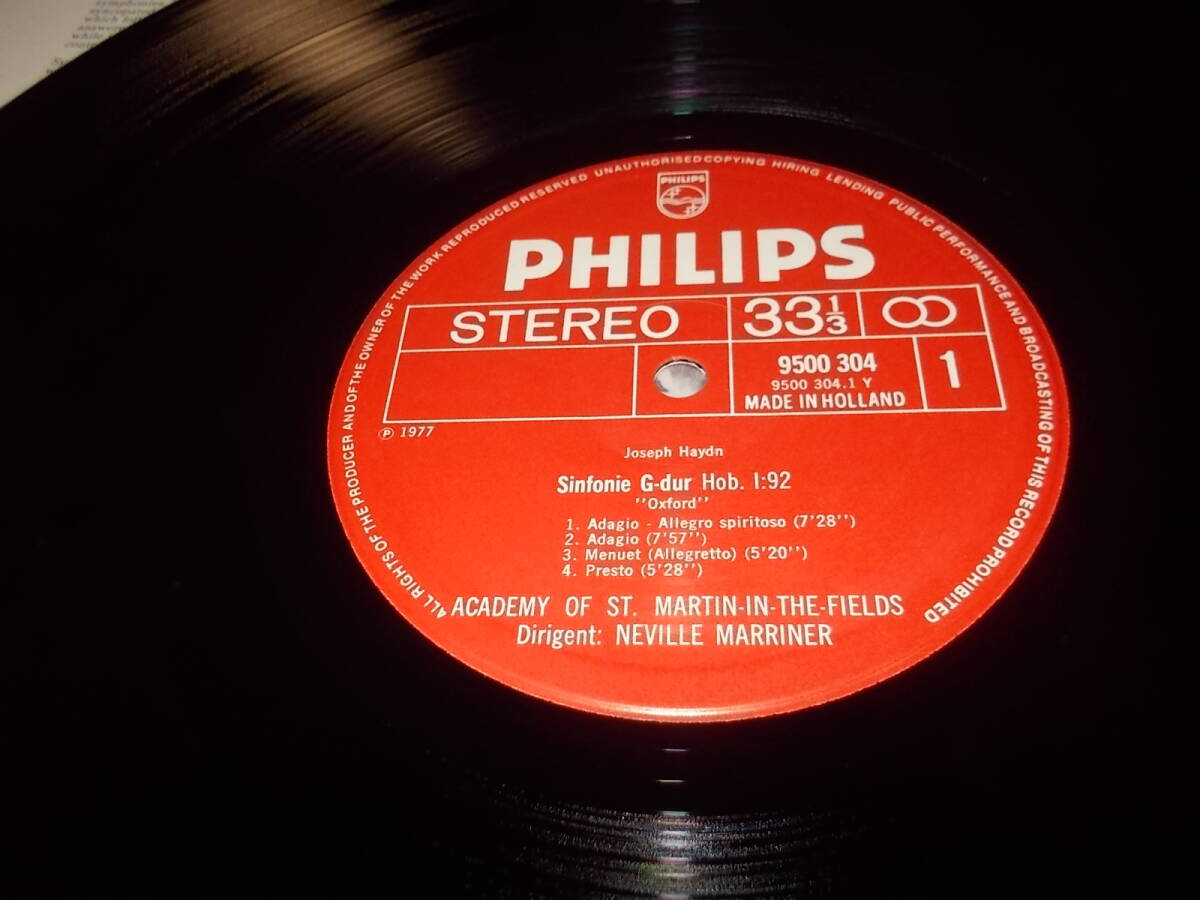 symphonies,
PHILIPS
PHILIPS
STEREO
33⅓
9500 304
9500 304.1 Y
MADE IN HOLLAND
1
Ⓟ 1977
Joseph Haydn
Sinfonie G-dur Hob. I:92
"Oxford"
1. Adagio - Allegro spiritoso (7'28'')
2. Adagio (7'57'')
3. Menuet (Allegretto) (5'20'')
4. Presto (5'28'')
ACADEMY OF ST. MARTIN-IN-THE-FIELDS
Dirigent: NEVILLE MARRINER
ALL RIGHTS OF THE PRODUCER AND OF THE OWNER OF THE WORK REPRODUCED RESERVED UNAUTHORISED COPYING HIRING LENDING PUBLIC PERFORMANCE AND BROADCASTING OF THIS RECORD PROHIBITED